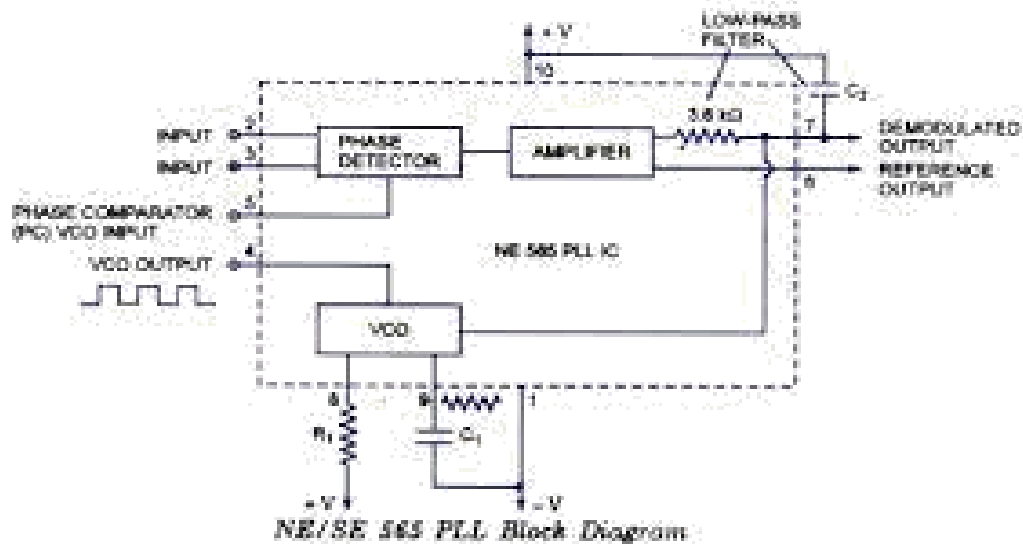 +V
LOW-PASS
FILTER
10
C2
3.6 kΩ
2
INPUT
3
INPUT
PHASE
DETECTOR
AMPLIFIER
7
DEMODULATED
OUTPUT
6
REFERENCE
OUTPUT
5
PHASE COMPARATOR
(PC) VCO INPUT
4
VCO OUTPUT
NE 565 PLL IC
VCO
8
9
1
R1
C1
+V
-V
NE/SE 565 PLL Block Diagram